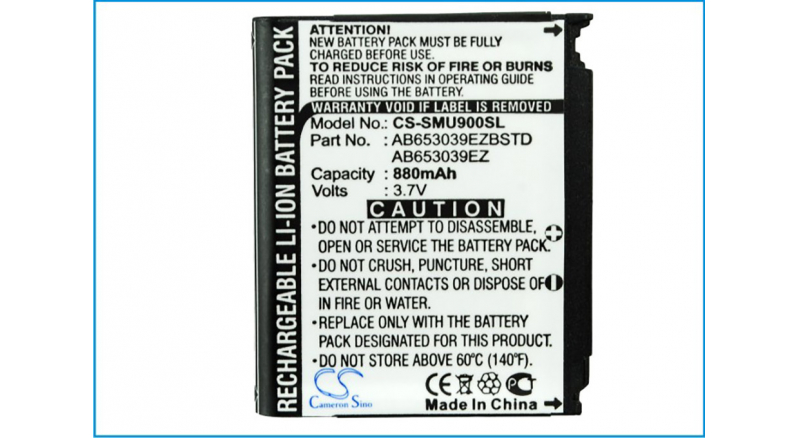 RECHARGEABLE LI-ION BATTERY PACK
ATTENTION!
NEW BATTERY PACK MUST BE FULLY
CHARGED BEFORE INITIAL USE.
TO REDUCE RISK OF FIRE OR BURNS
READ INSTRUCTIONS IN OPERATING GUIDE
BEFORE USING BATTERY.
WARRANTY VOID IF LABEL REMOVED
Model No.: CS-SMU900SL
Part No.: AB653039EZBSTD
AB653039EZ
Capacity : 880mAh
Volts : 3.7V
CAUTION
•DO NOT ATTEMPT TO DISASSEMBLE,
OPEN OR SERVICE THE BATTERY PACK.
•DO NOT CRUSH, PUNCTURE, SHORT
EXTERNAL CONTACTS OR DISPOSE OF
IN FIRE OR WATER.
•REPLACE ONLY WITH THE BATTERY
PACK DESIGNATED FOR THIS PRODUCT.
•DO NOT STORE ABOVE 60℃ (140℉)
CS
Cameron Sino
CE
Made In China